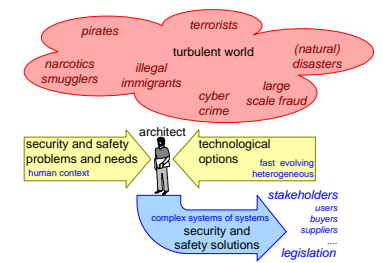 pirates
terrorists
turbulent world
(natural)
disasters
narcotics
smugglers
illegal
immigrants
cyber
crime
large
scale fraud
architect
security and safety
problems and needs
human context
technological
options
fast evolving
heterogeneous
complex systems of systems
security and
safety solutions
stakeholders
users
buyers
suppliers
....
legislation